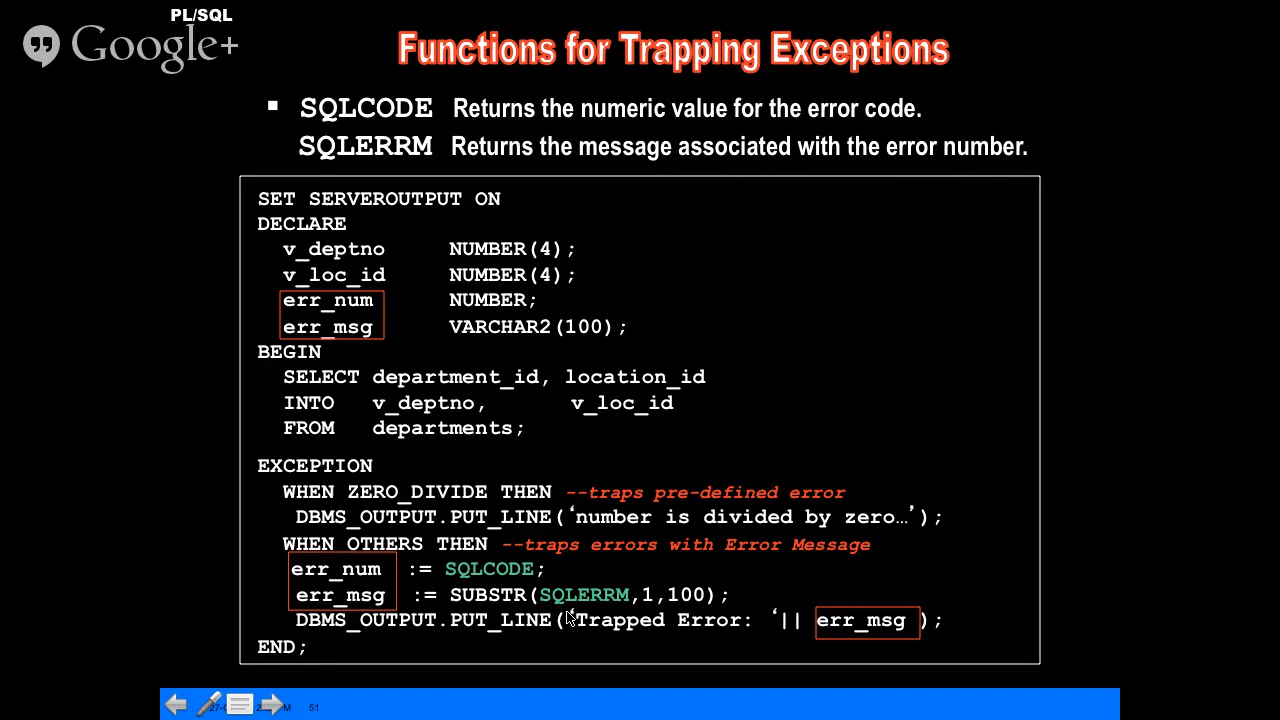 PL/SQL
Google+
Functions for Trapping Exceptions
▪ SQLCODE Returns the numeric value for the error code.
SQLERRM Returns the message associated with the error number.
SET SERVEROUTPUT ON
DECLARE
v_deptno NUMBER(4);
v_loc_id NUMBER(4);
err_num NUMBER;
err_msg VARCHAR2(100);
BEGIN
SELECT department_id, location_id
INTO v_deptno, v_loc_id
FROM departments;
EXCEPTION
WHEN ZERO_DIVIDE THEN --traps pre-defined error
DBMS_OUTPUT.PUT_LINE(‘number is divided by zero…’);
WHEN OTHERS THEN --traps errors with Error Message
err_num := SQLCODE;
err_msg := SUBSTR(SQLERRM,1,100);
DBMS_OUTPUT.PUT_LINE(‘Trapped Error: ‘|| err_msg );
END;
51